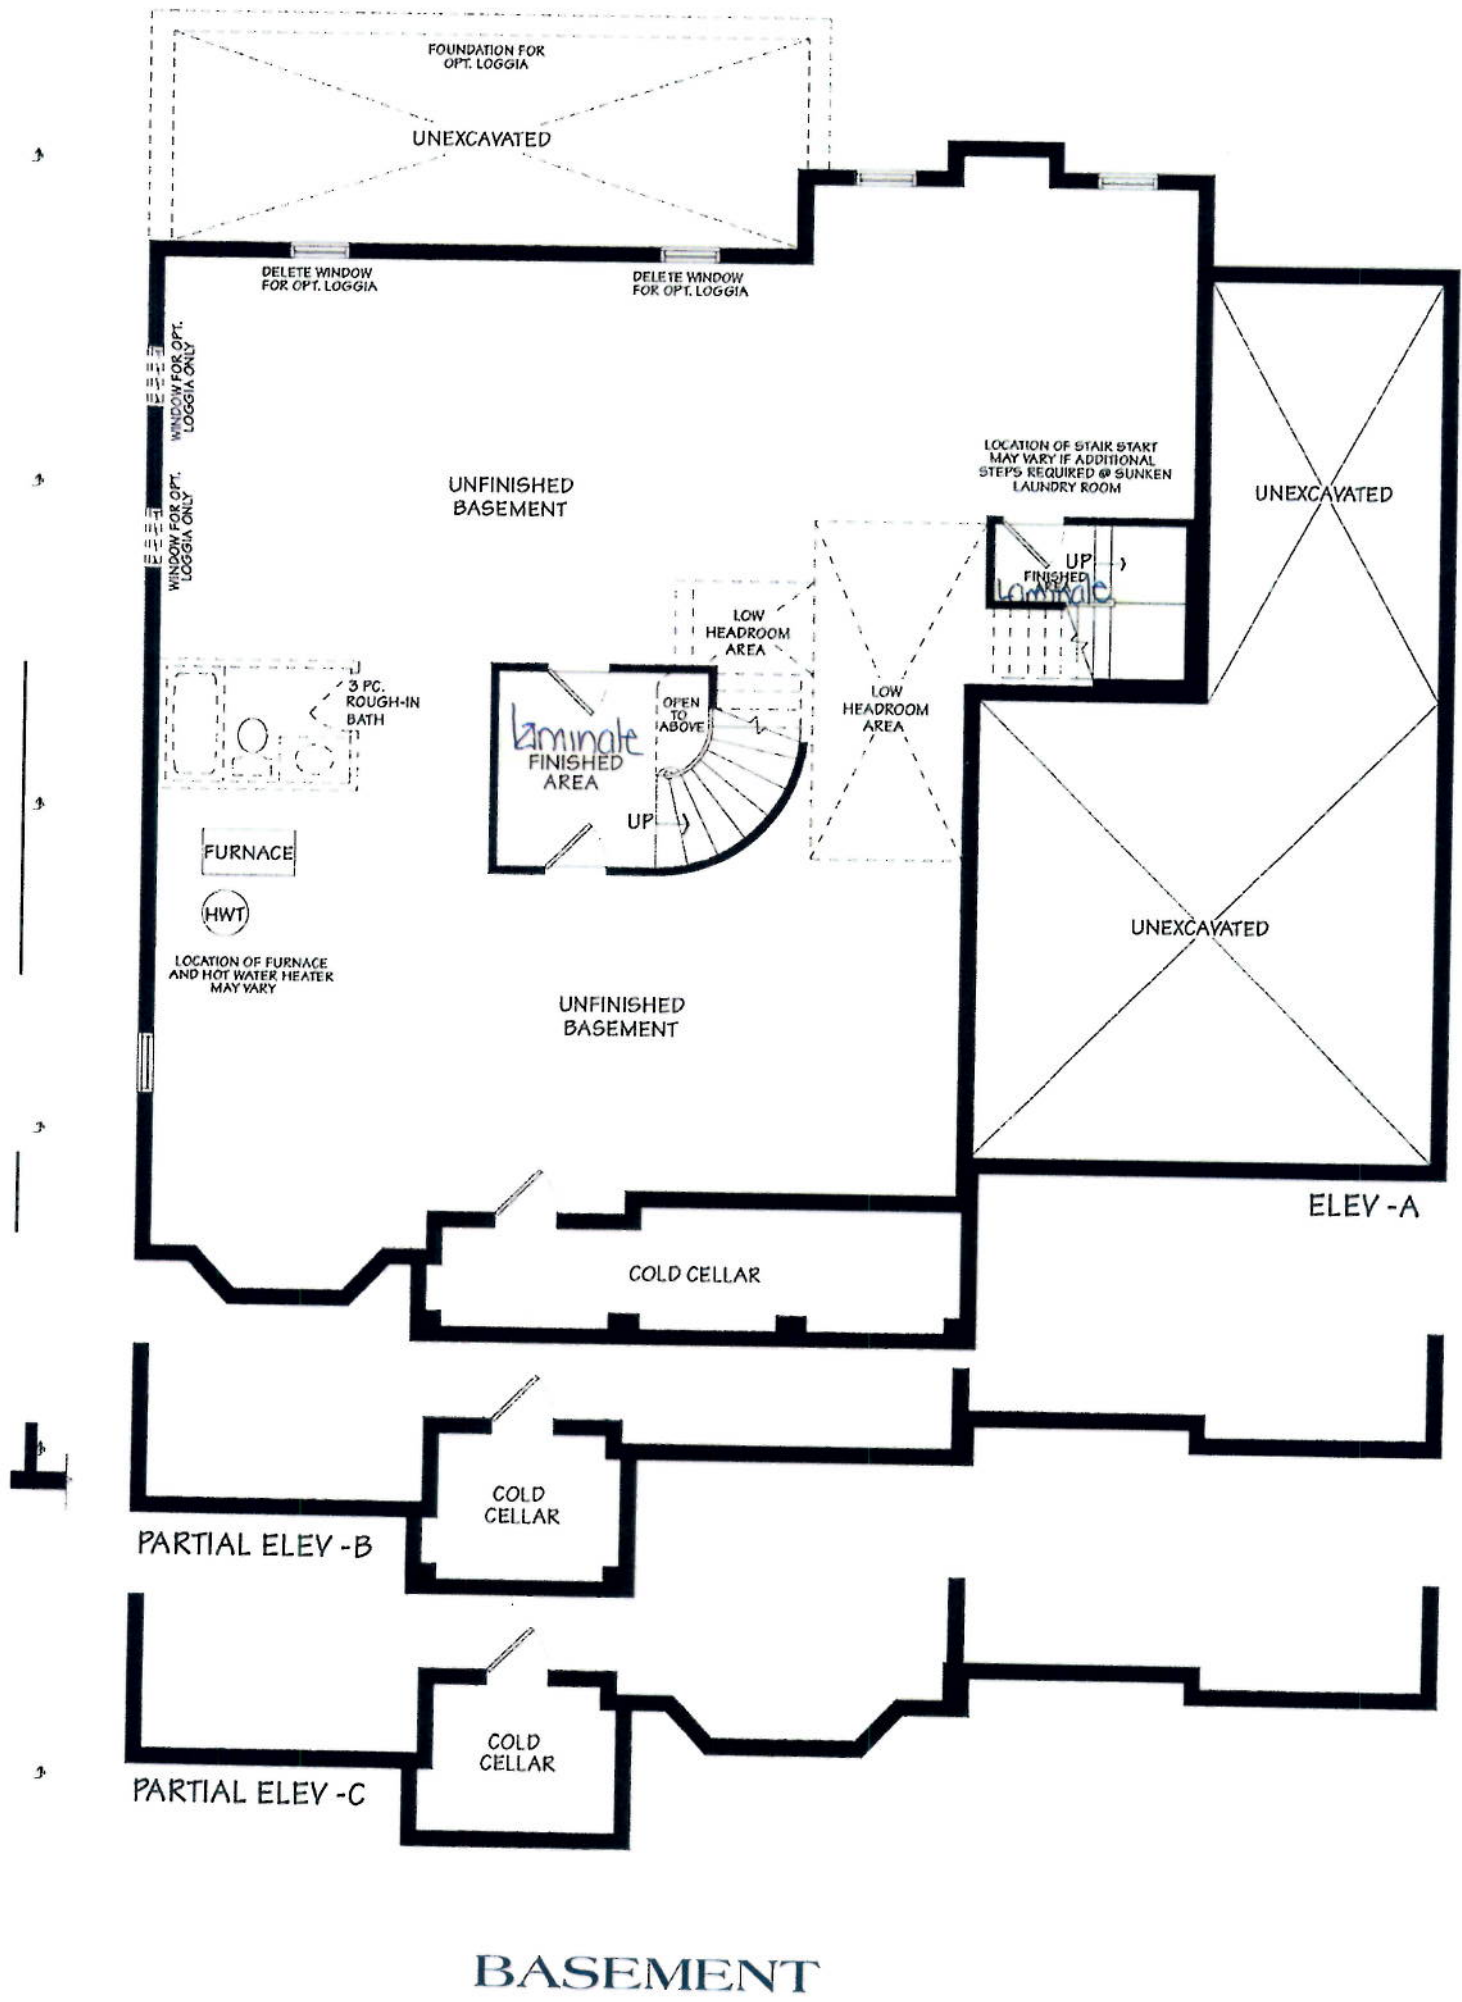 FOUNDATION FOR
OPT. LOGGIA
UNEXCAVATED
DELETE WINDOW
FOR OPT. LOGGIA
DELETE WINDOW
FOR OPT. LOGGIA
WINDOW FOR OPT.
LOGGIA ONLY
WINDOW FOR OPT.
LOGGIA ONLY
UNFINISHED
BASEMENT
LOCATION OF STAIR START
MAY VARY IF ADDITIONAL
STEPS REQUIRED @ SUNKEN
LAUNDRY ROOM
UNEXCAVATED
UP
FINISHED
AREA
Laminate
LOW
HEADROOM
AREA
3 PC.
ROUGH-IN
BATH
OPEN
TO
ABOVE
LOW
HEADROOM
AREA
Laminate
FINISHED
AREA
UP
FURNACE
HWT
LOCATION OF FURNACE
AND HOT WATER HEATER
MAY VARY
UNEXCAVATED
UNFINISHED
BASEMENT
ELEV -A
COLD CELLAR
COLD
CELLAR
PARTIAL ELEV -B
COLD
CELLAR
PARTIAL ELEV -C
BASEMENT